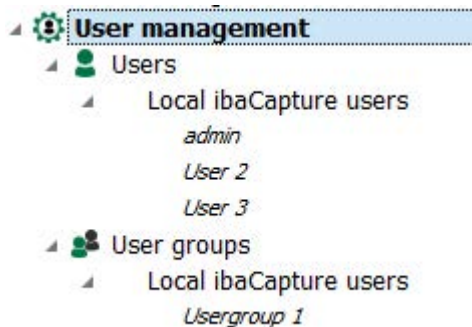 User management
Users
Local ibaCapture users
admin
User 2
User 3
User groups
Local ibaCapture users
Usergroup 1